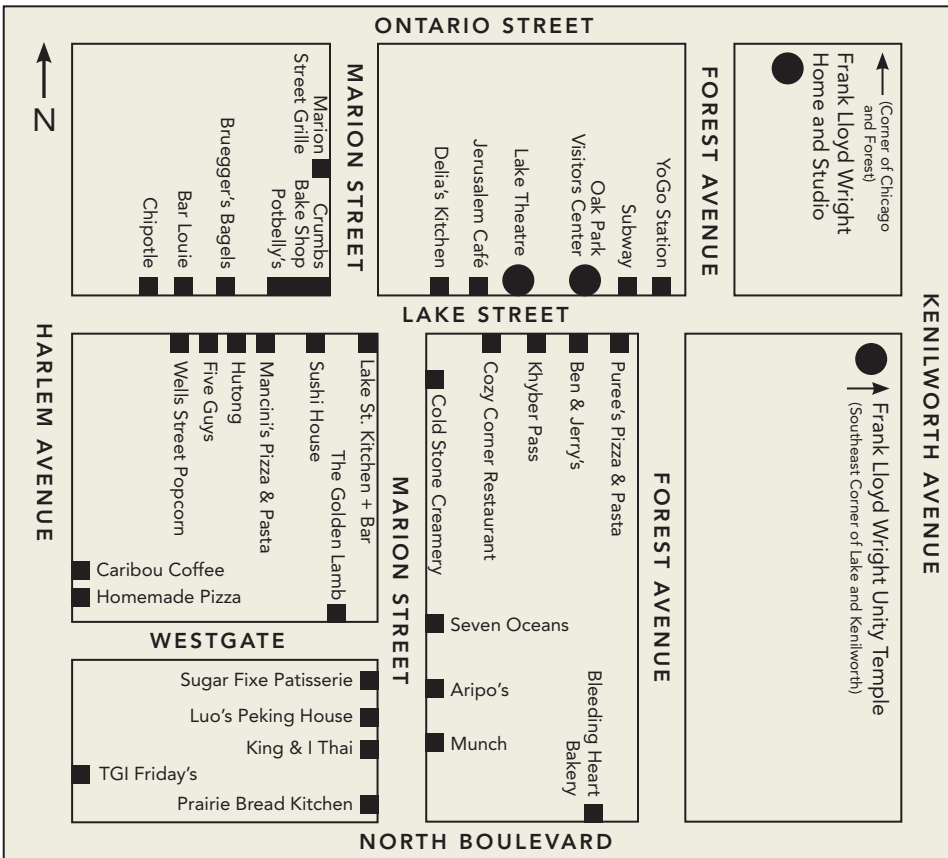 ONTARIO STREET
N
MARION STREET
FOREST AVENUE
Chipotle
Bar Louie
Bruegger's Bagels
Potbelly's
Crumbs
Bake Shop
Marion
Street Grille
Delia's Kitchen
Jerusalem Café
Lake Theatre
Oak Park
Visitors Center
Subway
YoGo Station
Frank Lloyd Wright
Home and Studio
(Corner of Chicago
and Forest)
LAKE STREET
HARLEM AVENUE
KENILWORTH AVENUE
Wells Street Popcorn
Five Guys
Hutong
Mancini's Pizza & Pasta
Sushi House
The Golden Lamb
Lake St. Kitchen + Bar
Caribou Coffee
Homemade Pizza
MARION STREET
Cold Stone Creamery
Cozy Corner Restaurant
Khyber Pass
Ben & Jerry's
Puree's Pizza & Pasta
FOREST AVENUE
Frank Lloyd Wright Unity Temple
(Southeast Corner of Lake and Kenilworth)
WESTGATE
Sugar Fixe Patisserie
Luo's Peking House
King & I Thai
TGI Friday's
Prairie Bread Kitchen
Seven Oceans
Aripo's
Munch
Bleeding Heart
Bakery
NORTH BOULEVARD